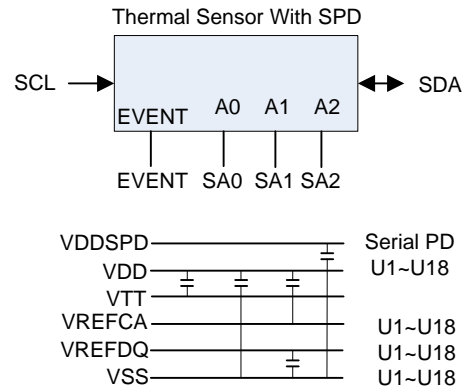 Thermal Sensor With SPD
SCL
SDA
EVENT A0 A1 A2
EVENT SA0 SA1 SA2
VDDSPD Serial PD
VDD U1~U18
VTT
VREFCA U1~U18
VREFDQ U1~U18
VSS U1~U18